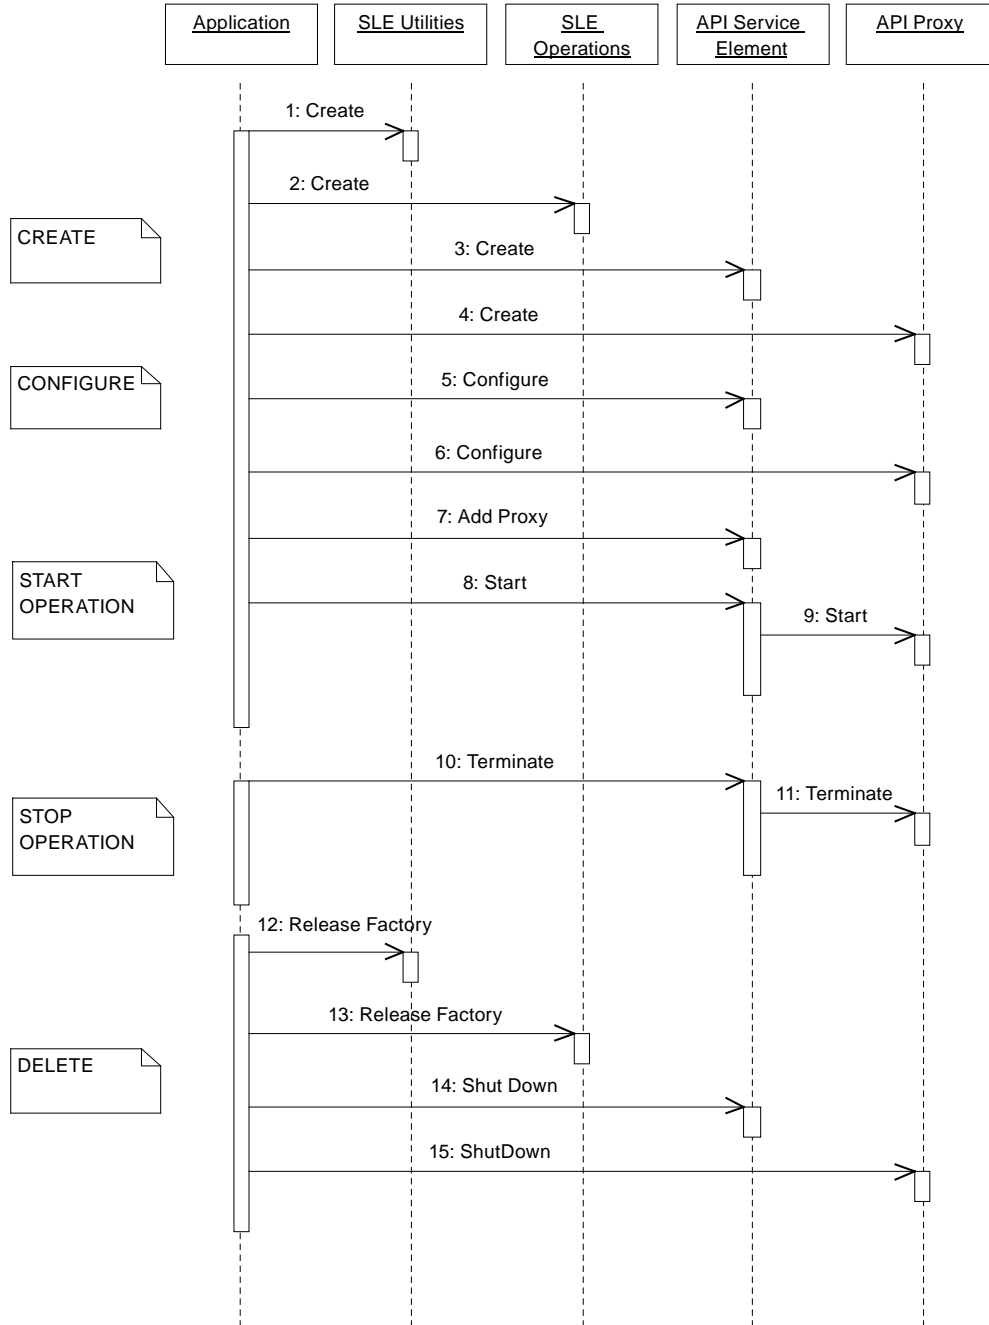 Application
SLE Utilities
SLE
Operations
API Service
Element
API Proxy
1: Create
2: Create
CREATE
3: Create
4: Create
CONFIGURE
5: Configure
6: Configure
7: Add Proxy
START
OPERATION
8: Start
9: Start
10: Terminate
11: Terminate
STOP
OPERATION
12: Release Factory
13: Release Factory
DELETE
14: Shut Down
15: ShutDown